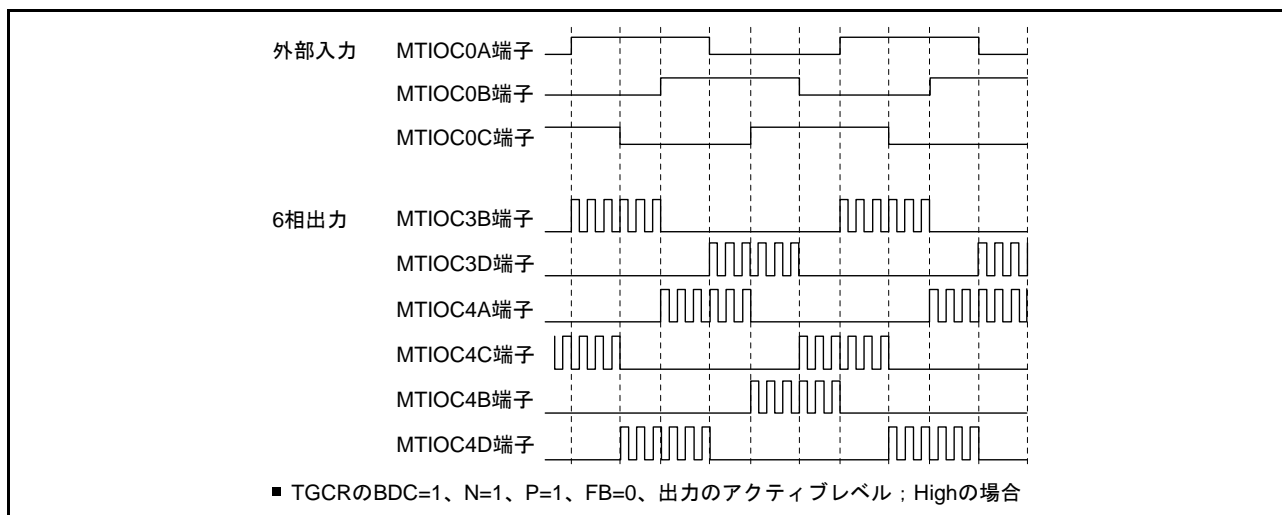 外部入力 MTIOC0A端子
MTIOC0B端子
MTIOC0C端子
6相出力 MTIOC3B端子
MTIOC3D端子
MTIOC4A端子
MTIOC4C端子
MTIOC4B端子
MTIOC4D端子
■ TGCRのBDC=1、N=1、P=1、FB=0、出力のアクティブレベル；Highの場合